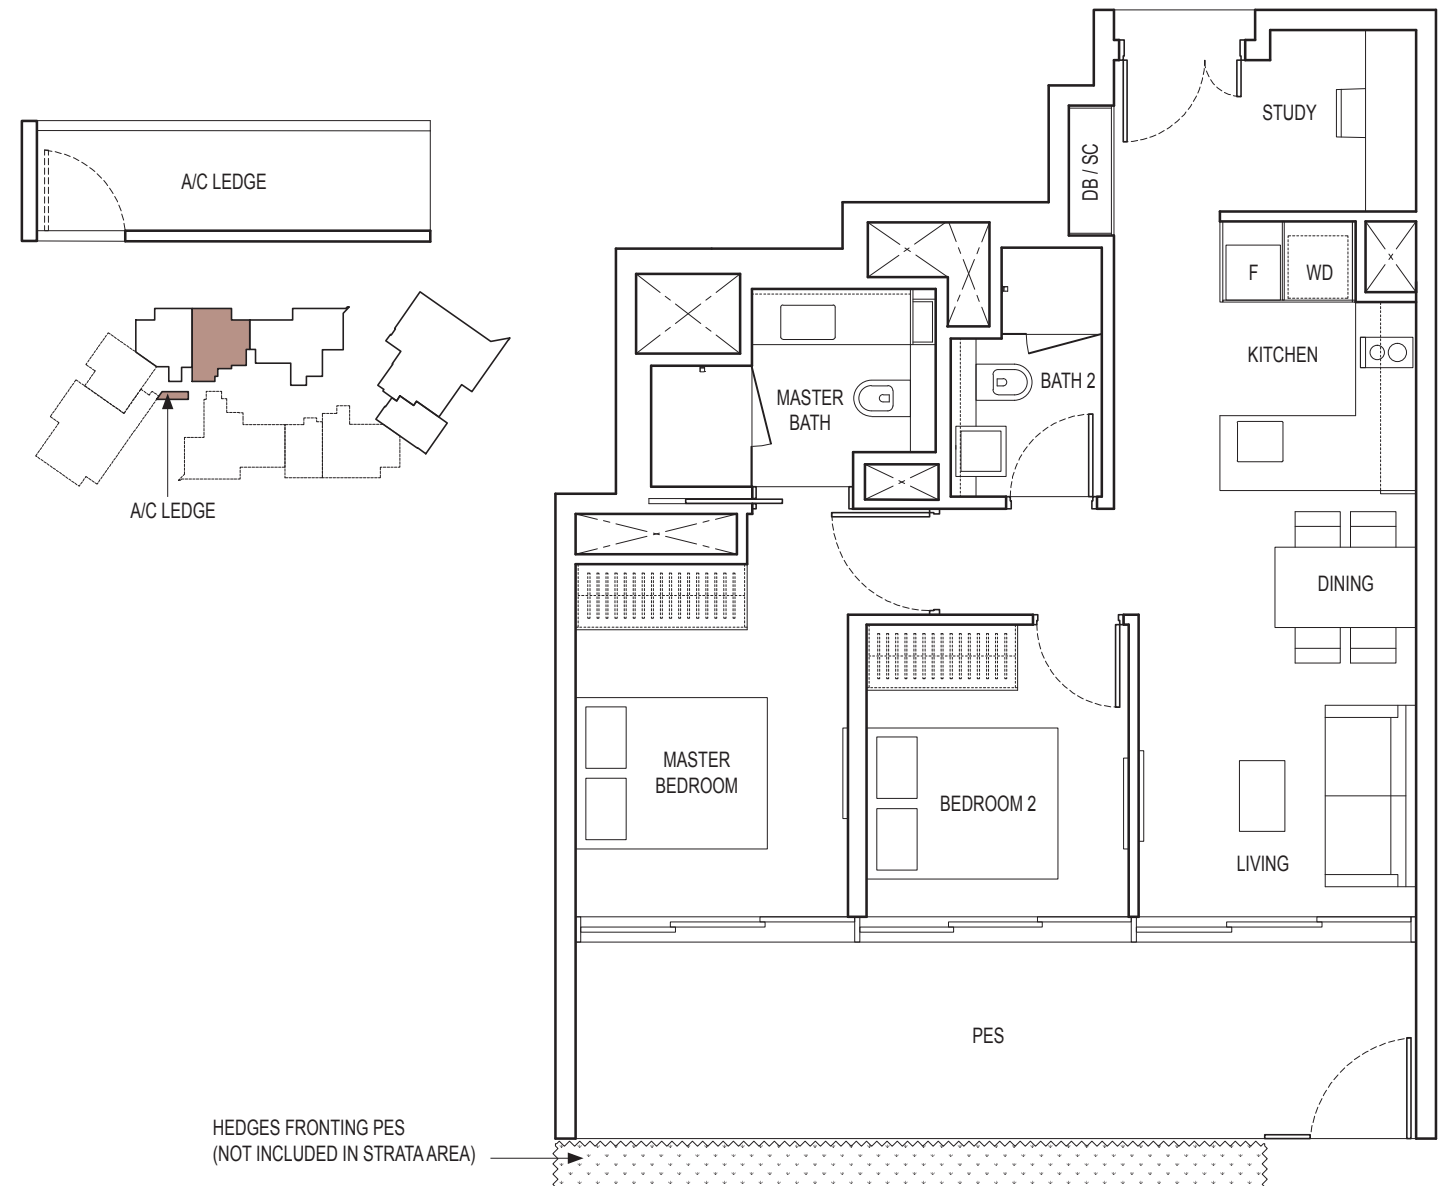 STUDY
DB / SC
A/C LEDGE
F
WD
KITCHEN
BATH 2
MASTER
BATH
A/C LEDGE
DINING
MASTER
BEDROOM
BEDROOM 2
LIVING
PES
HEDGES FRONTING PES
(NOT INCLUDED IN STRATA AREA)